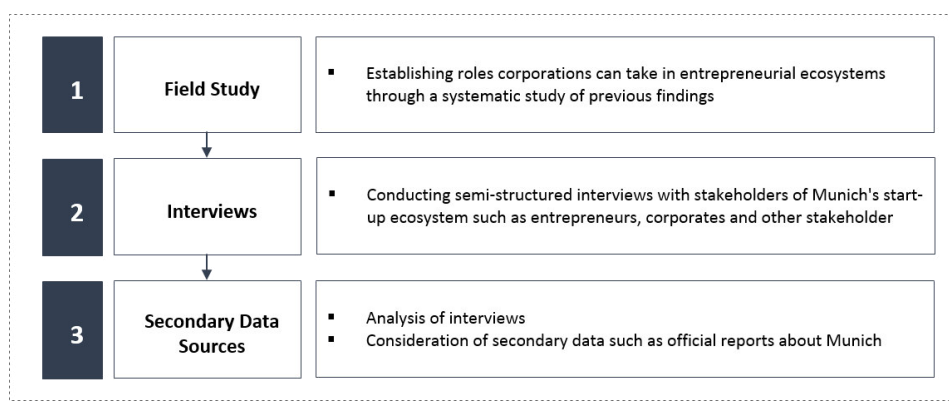 1
Field Study
▪ Establishing roles corporations can take in entrepreneurial ecosystems
through a systematic study of previous findings
2
Interviews
▪ Conducting semi-structured interviews with stakeholders of Munich's start-
up ecosystem such as entrepreneurs, corporates and other stakeholder
3
Secondary Data
Sources
▪ Analysis of interviews
▪ Consideration of secondary data such as official reports about Munich